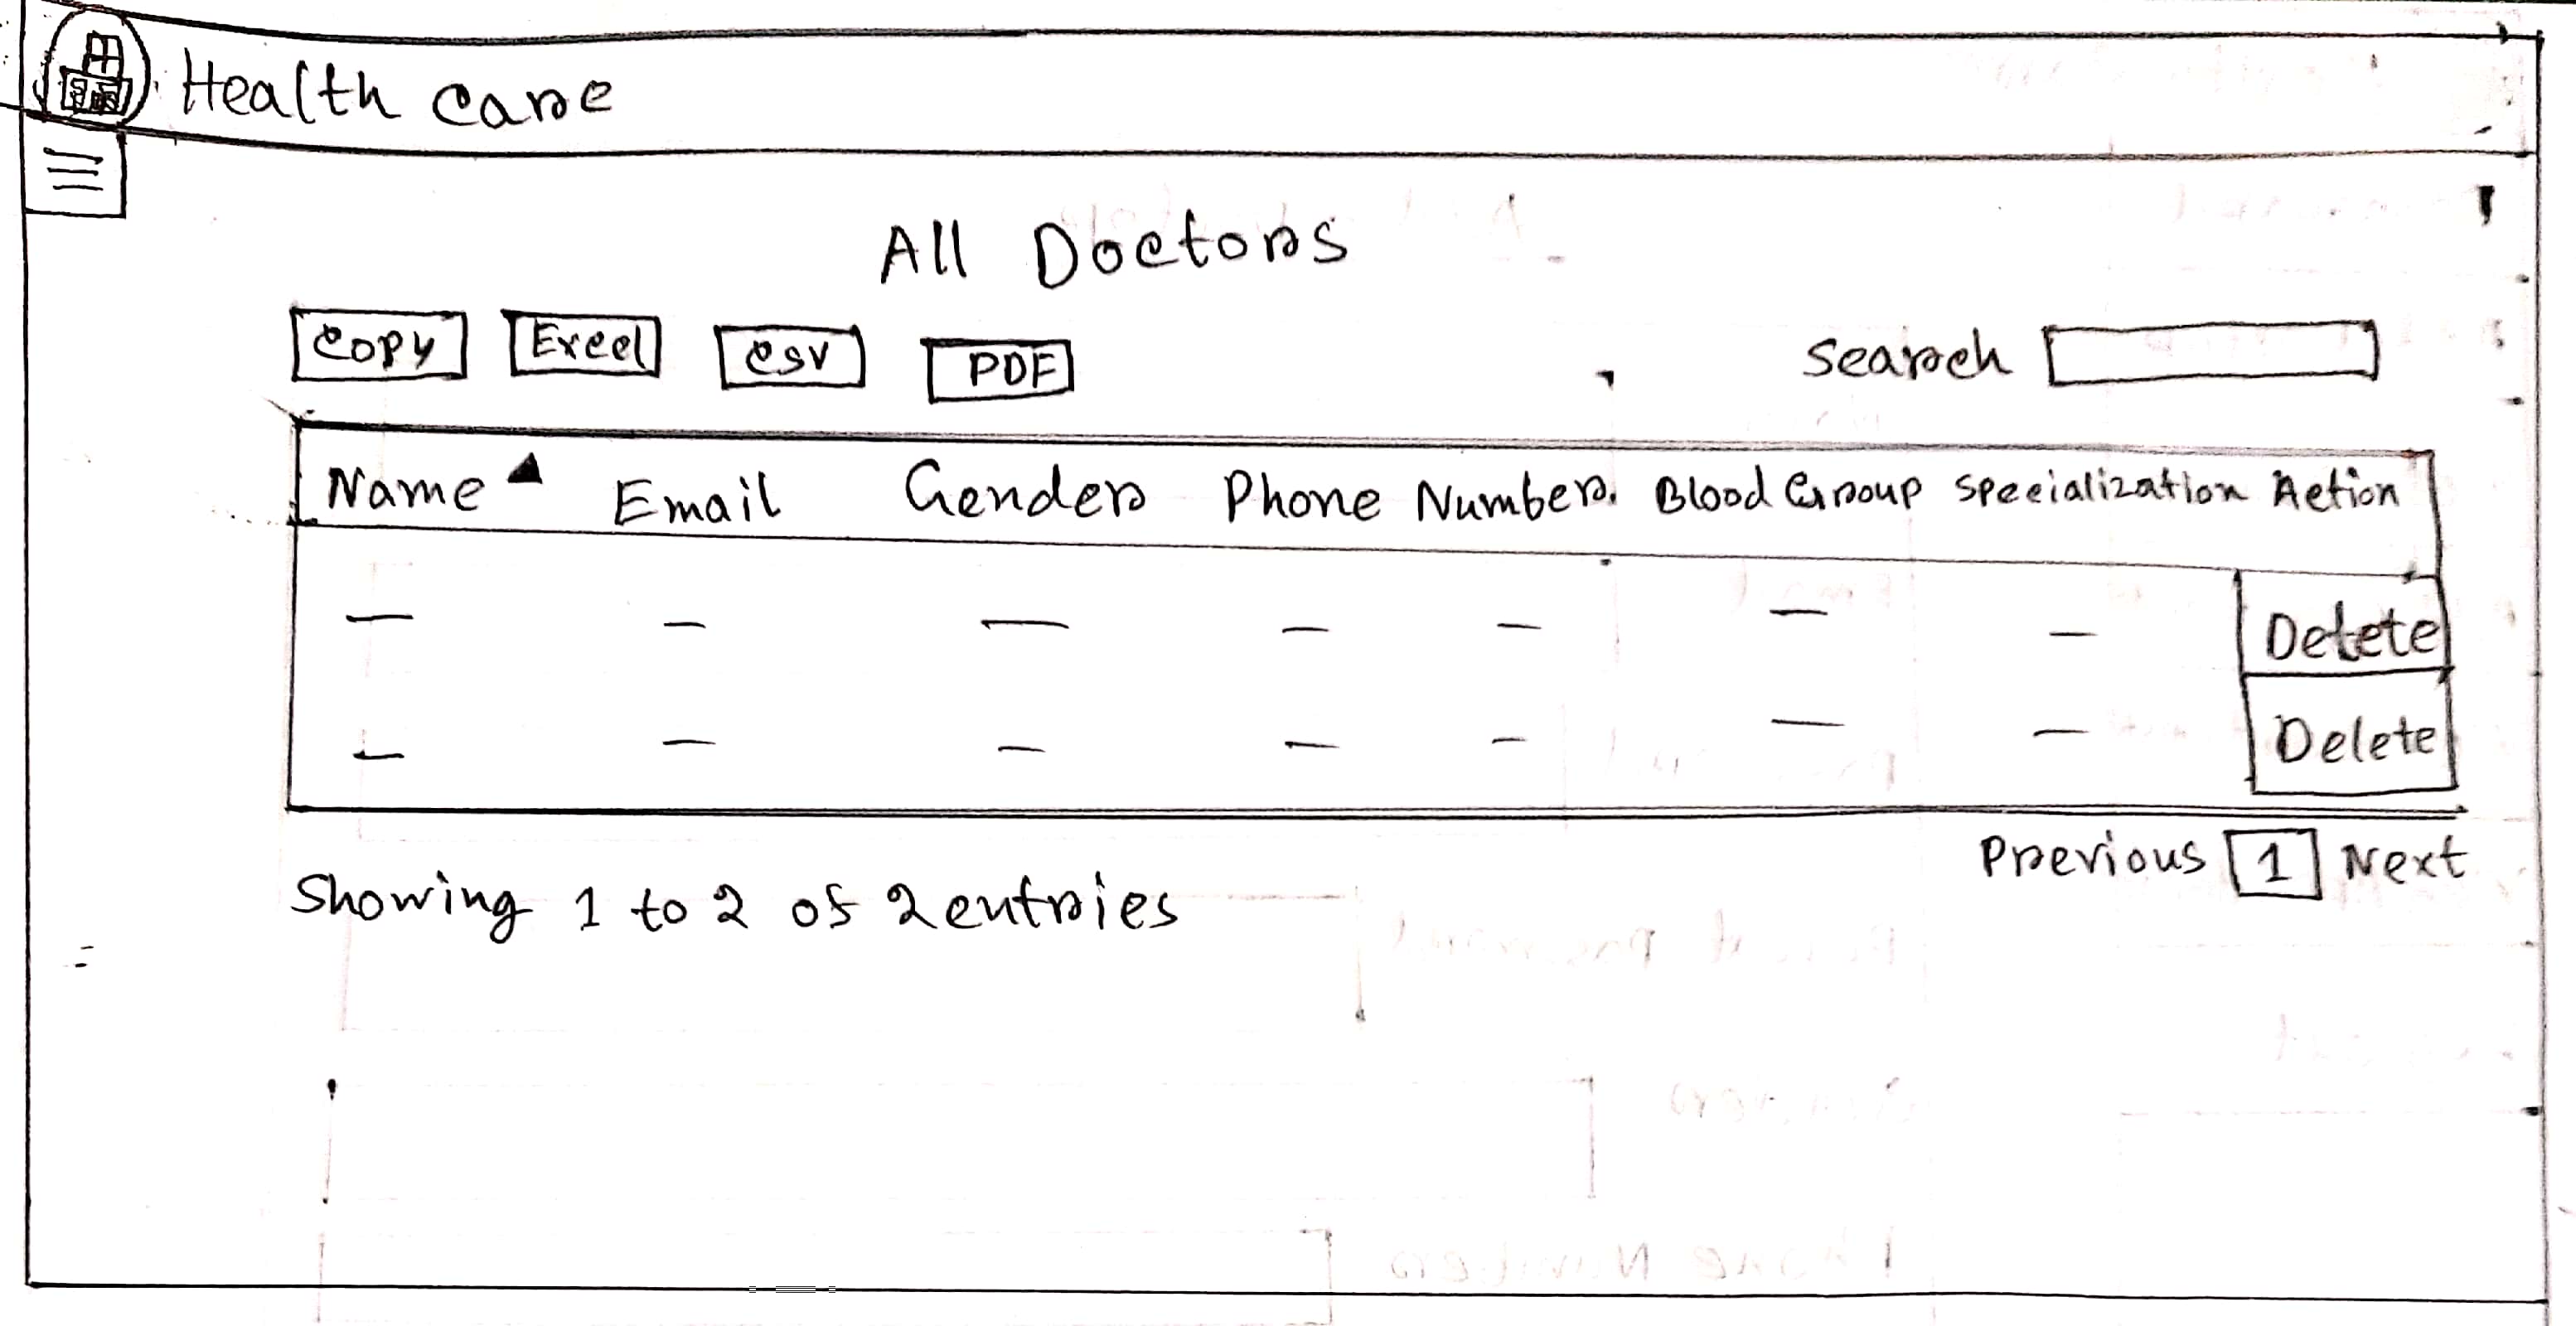 Health care
All Doctors
Copy Excel CSV PDF Search
Name Email Gender Phone Number. Blood Group Specialization Action
Delete
Delete
Previous 1 Next
Showing 1 to 2 of 2 entries